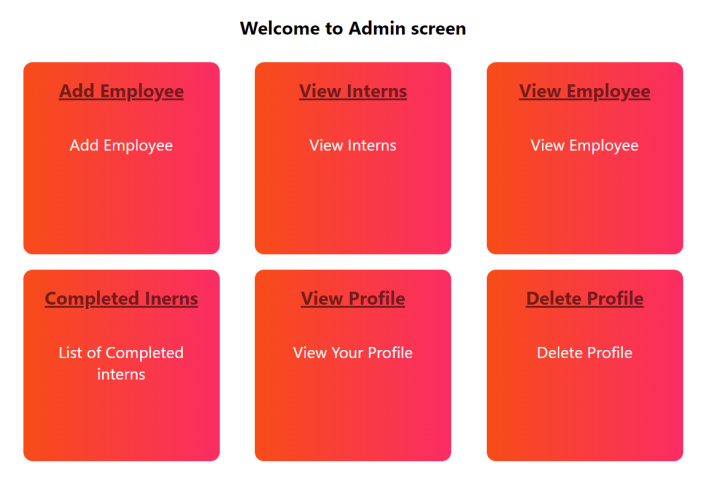 Welcome to Admin screen
Add Employee
Add Employee
View Interns
View Interns
View Employee
View Employee
Completed Inerns
List of Completed
interns
View Profile
View Your Profile
Delete Profile
Delete Profile